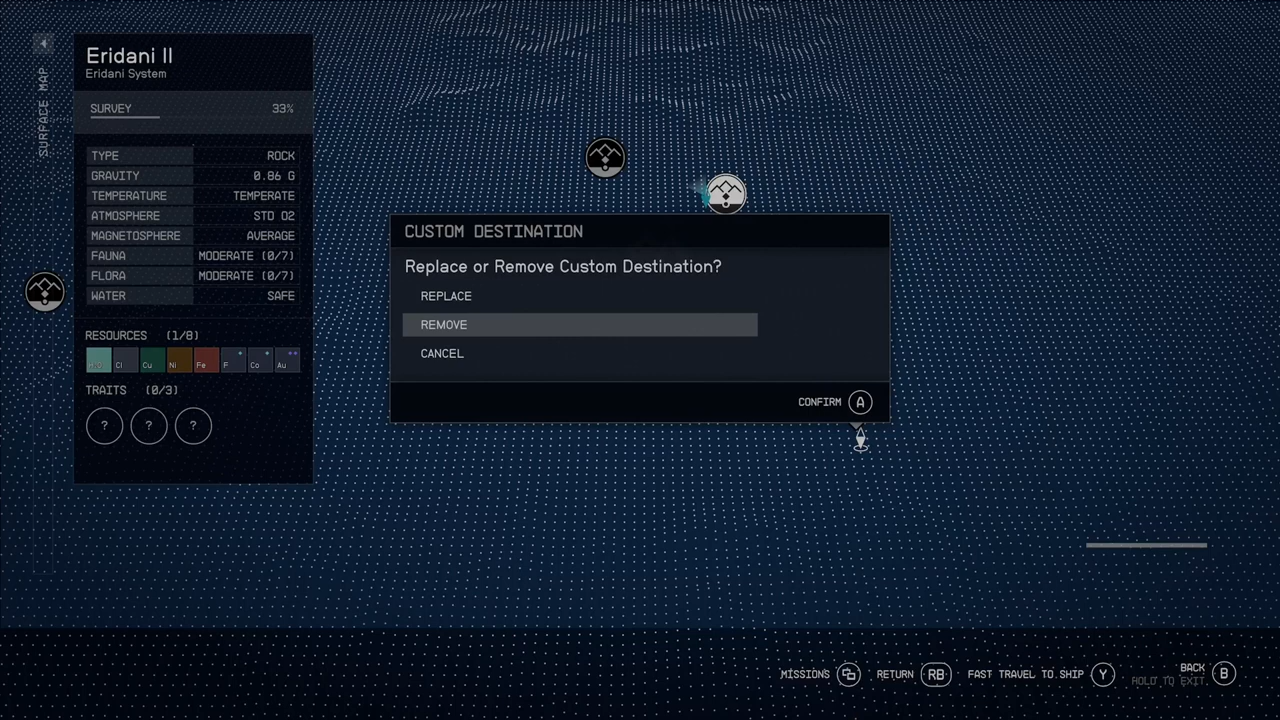 SURFACE MAP
Eridani II
Eridani System
SURVEY 33%
TYPE ROCK
GRAVITY 0.86 G
TEMPERATURE TEMPERATE
ATMOSPHERE STD O2
MAGNETOSPHERE AVERAGE
FAUNA MODERATE (0/7)
FLORA MODERATE (0/7)
WATER SAFE
RESOURCES (1/8)
Cl Cu Ni Fe F Co Au
TRAITS (0/3)
? ? ?
CUSTOM DESTINATION
Replace or Remove Custom Destination?
REPLACE
REMOVE
CANCEL
CONFIRM A
MISSIONS RETURN RB FAST TRAVEL TO SHIP Y BACK B
HOLD TO EXIT